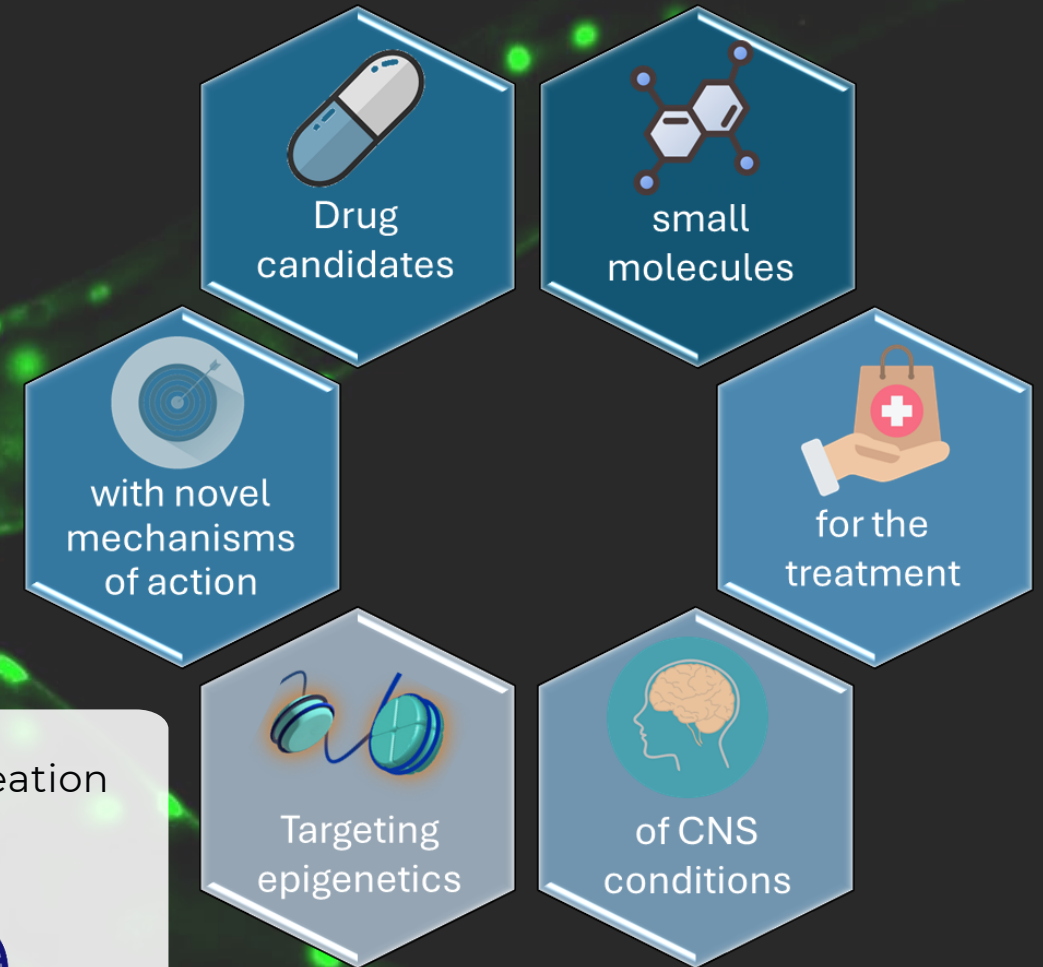 Drug
candidates
small
molecules
with novel
mechanisms
of action
for the
treatment
Targeting
epigenetics
of CNS
conditions